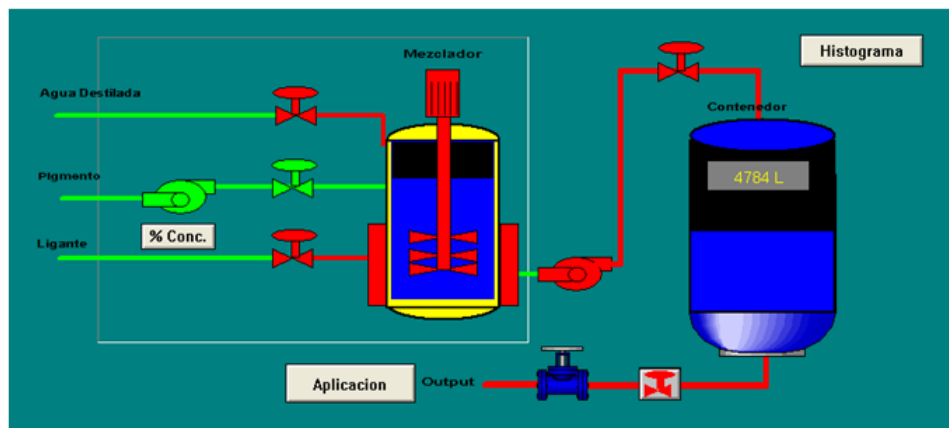 Mezclador
Histograma
Agua Destilada
Contenedor
PIgmento
4784 L
% Conc.
Ligante
Aplicacion
Output